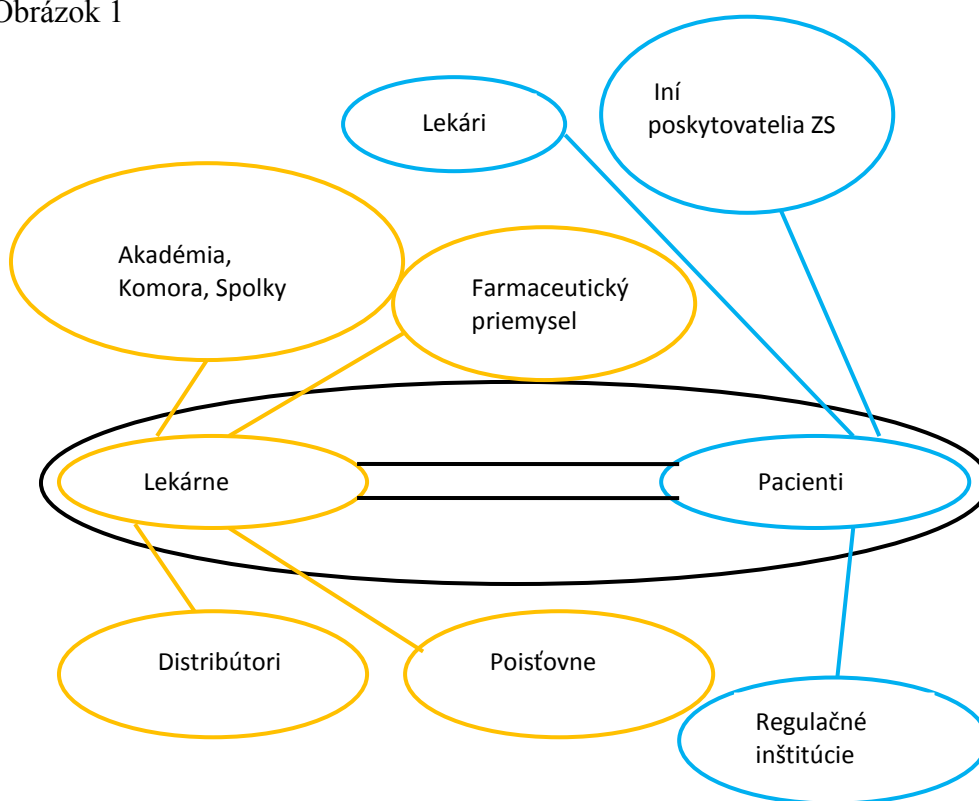 Obrázok 1
Iní
poskytovatelia ZS
Lekári
Akadémia,
Komora, Spolky
Farmaceutický
priemysel
Lekárne
Pacienti
Distribútori
Poisťovne
Regulačné
inštitúcie